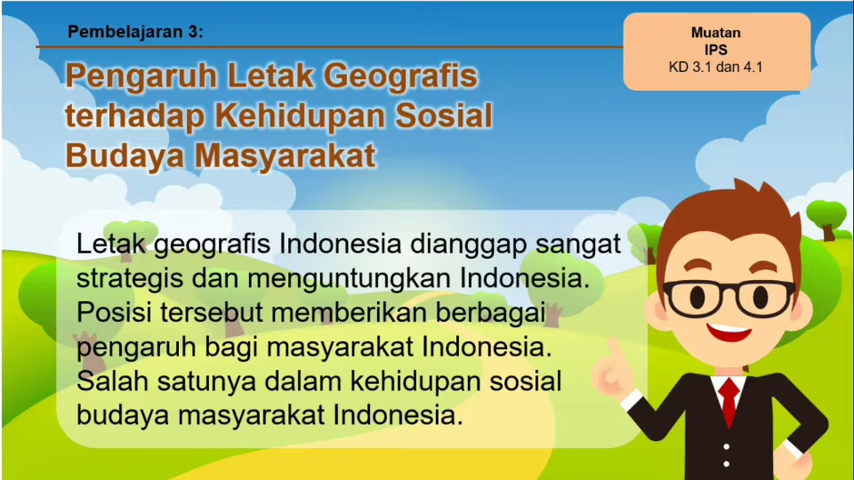 Pembelajaran 3:
Muatan
IPS
KD 3.1 dan 4.1
Pengaruh Letak Geografis
terhadap Kehidupan Sosial
Budaya Masyarakat
Letak geografis Indonesia dianggap sangat
strategis dan menguntungkan Indonesia.
Posisi tersebut memberikan berbagai
pengaruh bagi masyarakat Indonesia.
Salah satunya dalam kehidupan sosial
budaya masyarakat Indonesia.